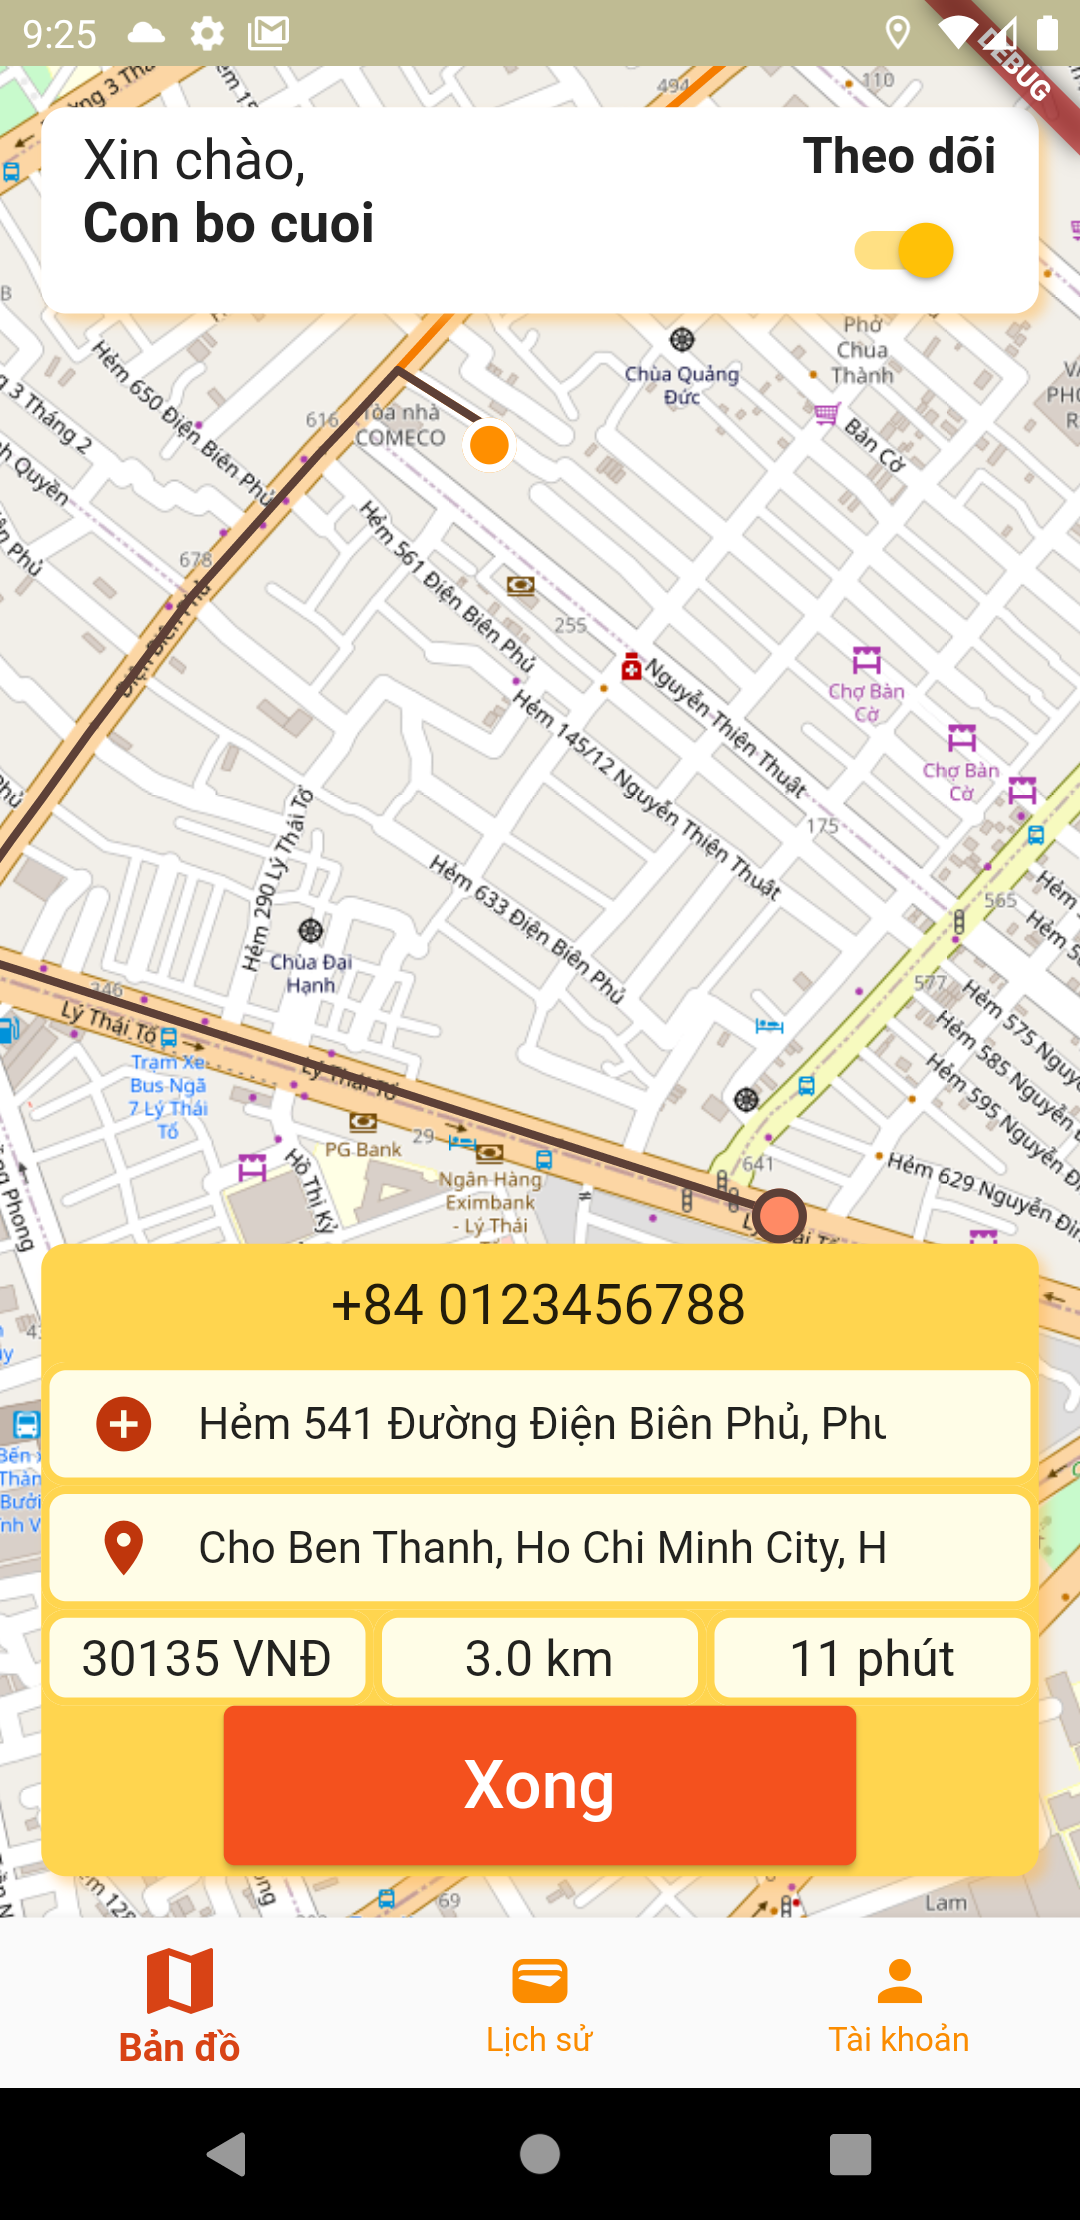 9:25
DEBUG
494
110
Xin chào,
Con bo cuoi
Theo dõi
Phở
Chua
Thành
Chùa Quảng
Đức
Hẻm 650 Điện Biên Phủ
616
Tòa nhà
COMECO
Bàn Cờ
678
Điện Biên Phủ
Hẻm 561 Điện Biên Phủ
255
Nguyễn Thiện Thuật
Chợ Bàn
Cờ
Chợ Bàn
Cờ
Hẻm 145/12 Nguyễn Thiện Thuật
175
Hẻm 290 Lý Thái Tổ
Hẻm 633 Điện Biên Phủ
565
577
Chùa Đại
Hạnh
346
Lý Thái Tổ
Lý Thái Tổ
Trạm Xe
Bus Ngã
7 Lý Thái
Tổ
Hẻm 575 Nguyễn
Hẻm 585 Nguyễn
Hẻm 595 Nguyễn
PG Bank
29
641
Hẻm 629 Nguyễn
Ngân Hàng
Eximbank
- Lý Thái
Hồ Thị Kỷ
+84 0123456788
Hẻm 541 Đường Điện Biên Phủ, Phu
Cho Ben Thanh, Ho Chi Minh City, H
30135 VNĐ
3.0 km
11 phút
Xong
69
Lam
Bản đồ
Lịch sử
Tài khoản